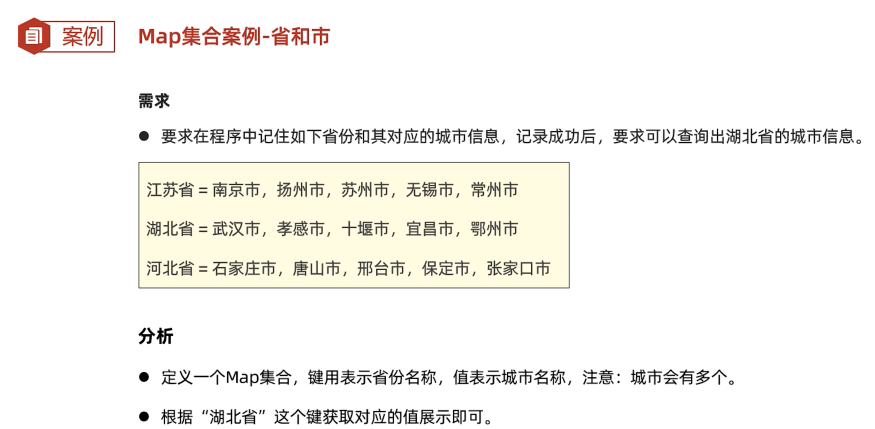 案例
Map集合案例-省和市
需求
● 要求在程序中记住如下省份和其对应的城市信息，记录成功后，要求可以查询出湖北省的城市信息。
江苏省 = 南京市，扬州市，苏州市，无锡市，常州市
湖北省 = 武汉市，孝感市，十堰市，宜昌市，鄂州市
河北省 = 石家庄市，唐山市，邢台市，保定市，张家口市
分析
● 定义一个Map集合，键用表示省份名称，值表示城市名称，注意：城市会有多个。
● 根据“湖北省”这个键获取对应的值展示即可。